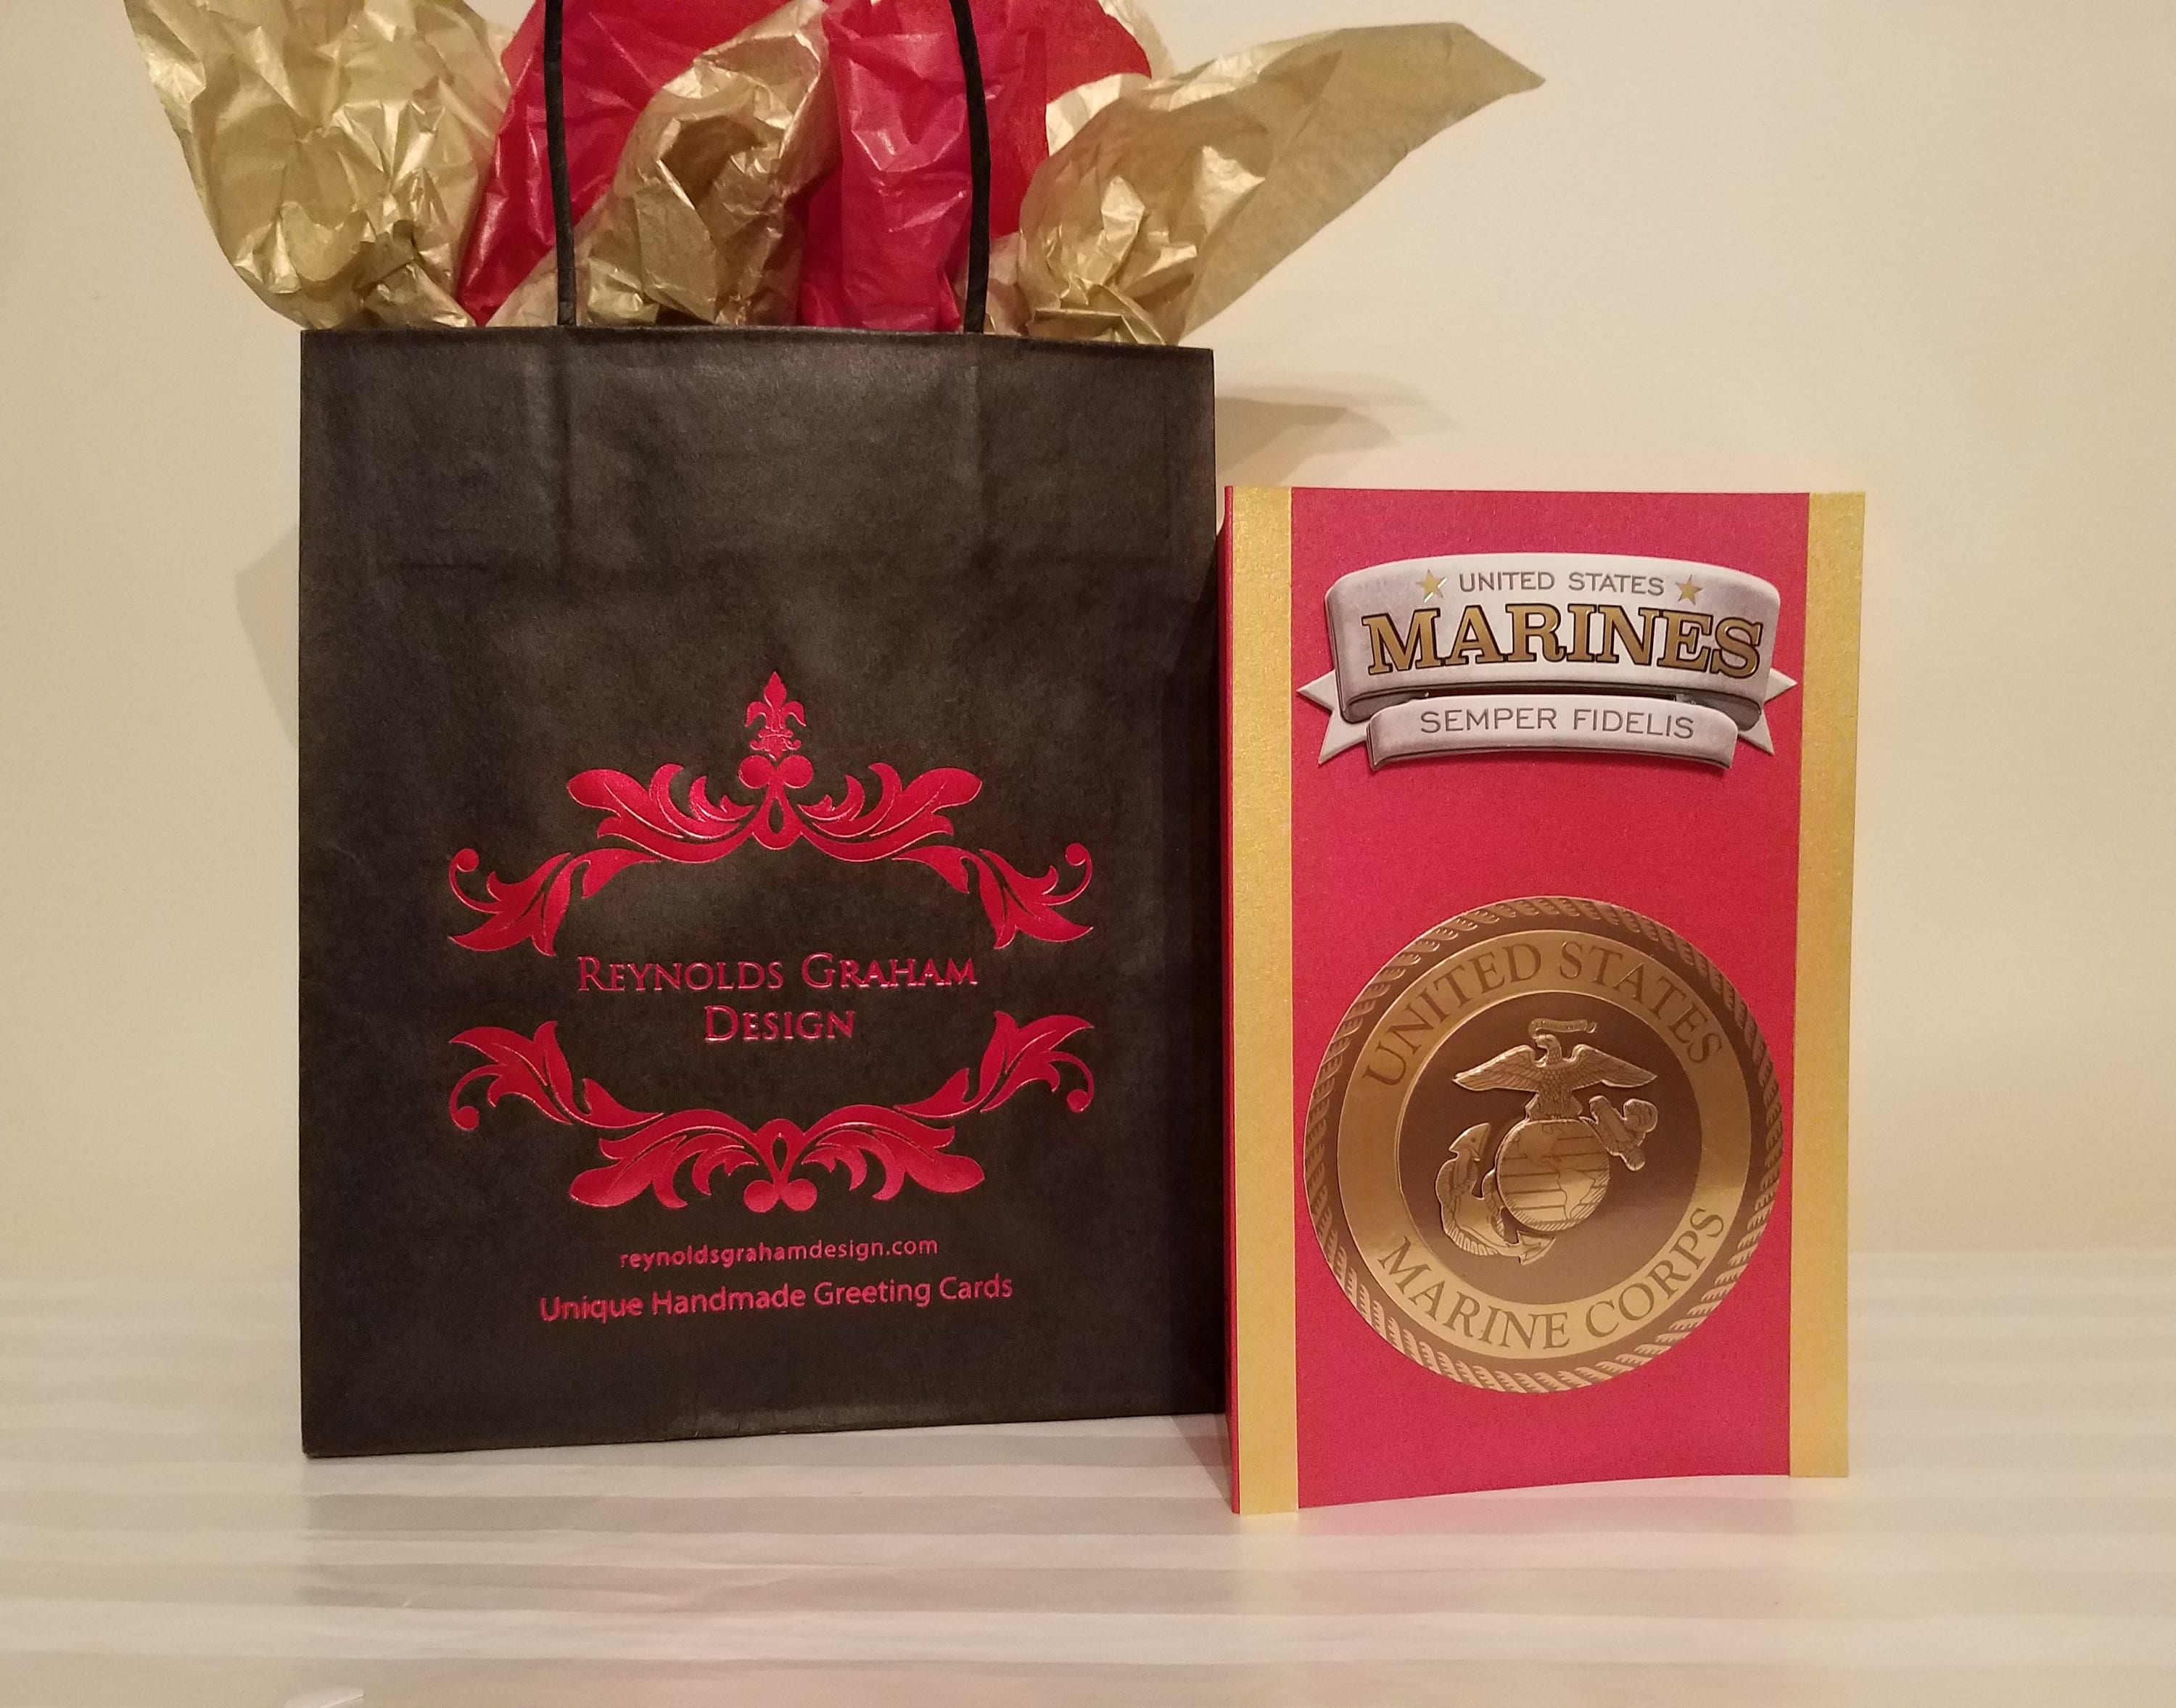 REYNOLDS GRAHAM
DESIGN
reynoldsgrahamdesign.com
Unique Handmade Greeting Cards
UNITED STATES
MARINES
SEMPER FIDELIS
UNITED STATES
MARINE CORPS